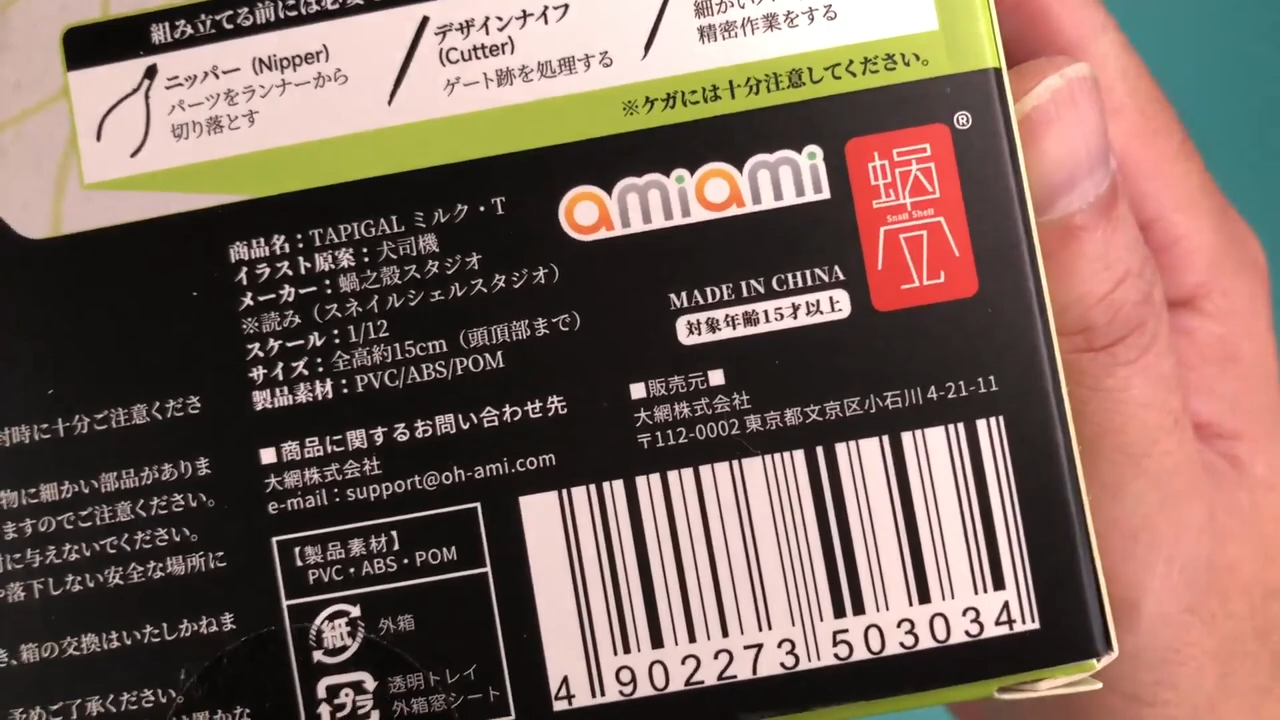 組み立てる前には必
ニッパー (Nipper)
パーツをランナーから
切り落とす
デザインナイフ
(Cutter)
ゲート跡を処理する
精密作業をする
※ケガには十分注意してください。
amiami
蝸
Snail Shell
®
商品名：TAPIGAL ミルク・T
イラスト原案：犬司機
メーカー：蝸之殻スタジオ
※読み（スネイルシェルスタジオ）
スケール：1/12
サイズ：全高約15cm（頭頂部まで）
製品素材：PVC/ABS/POM
MADE IN CHINA
対象年齢15才以上
■商品に関するお問い合わせ先
大網株式会社
e-mail：support@oh-ami.com
■販売元■
大網株式会社
〒112-0002 東京都文京区小石川 4-21-11
【製品素材】
PVC・ABS・POM
紙
外箱
プラ
透明トレイ
外箱窓シート
4 902273 503034
時に十分ご注意くださ
物に細かい部品がありま
ますのでご注意ください。
に与えないでください。
落下しない安全な場所に
箱の交換はいたしかねま
予めご了承ください。